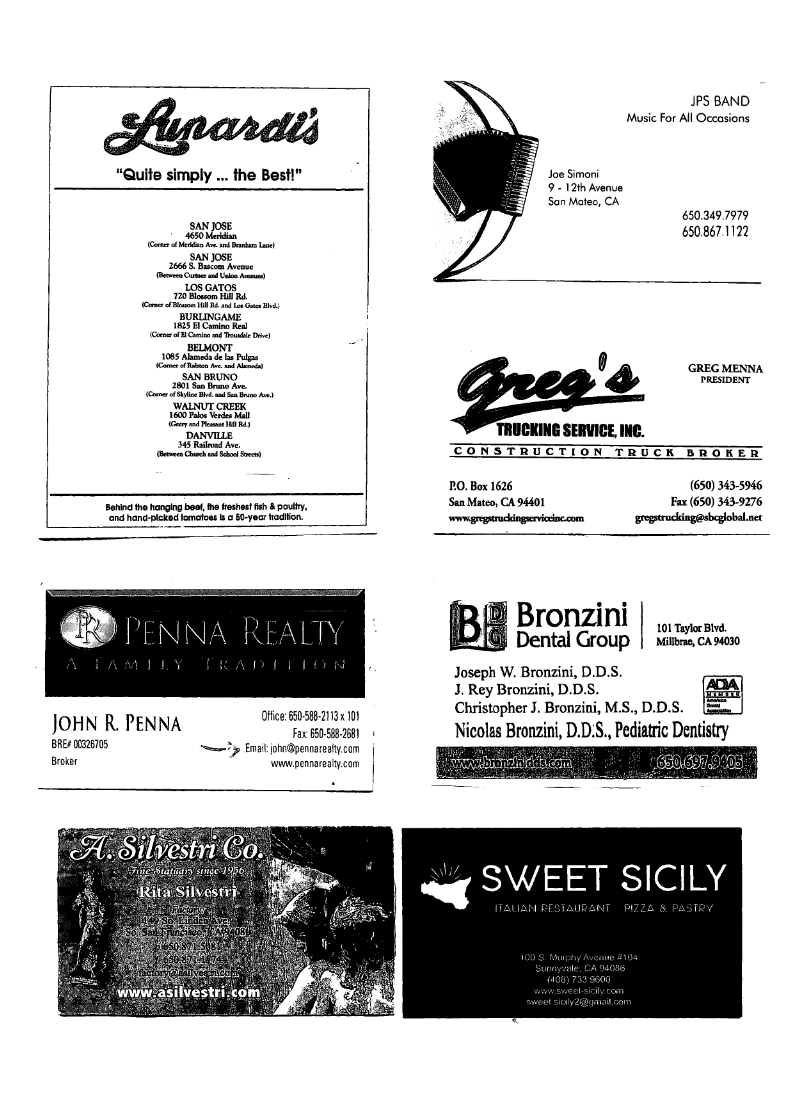 Lunardi's
"Quite simply ... the Best!"
SAN JOSE
4650 Meridian
(Corner of Meridian Ave. and Branham Lane)
SAN JOSE
2666 S. Bascom Avenue
(Between Curtner and Union Avenues)
LOS GATOS
720 Blossom Hill Rd.
(Corner of Blossom Hill Rd. and Los Gatos Blvd.)
BURLINGAME
1825 El Camino Real
(Corner of El Camino and Trousdale Drive)
BELMONT
1085 Alameda de las Pulgas
(Corner of Ralston Ave. and Alameda)
SAN BRUNO
2801 San Bruno Ave.
(Corner of Skyline Blvd. and San Bruno Ave.)
WALNUT CREEK
1600 Palos Verdes Mall
(Geary and Pleasant Hill Rd.)
DANVILLE
345 Railroad Ave.
(Between Church and School Streets)
Behind the hanging beef, the freshest fish & poultry,
and hand-picked tomatoes is a 60-year tradition.
JPS BAND
Music For All Occasions
Joe Simoni
9 - 12th Avenue
San Mateo, CA
650.349.7979
650.867.1122
Greg's
TRUCKING SERVICE, INC.
GREG MENNA
PRESIDENT
CONSTRUCTION TRUCK BROKER
P.O. Box 1626
San Mateo, CA 94401
www.gregstruckingserviceinc.com
(650) 343-5946
Fax (650) 343-9276
gregstrucking@sbcglobal.net
PR PENNA REALTY
A FAMILY TRADITION
JOHN R. PENNA
BRE# 00326705
Broker
Office: 650-588-2113 x 101
Fax: 650-588-2681
Email: john@pennarealty.com
www.pennarealty.com
BDG Bronzini
Dental Group
101 Taylor Blvd.
Millbrae, CA 94030
Joseph W. Bronzini, D.D.S.
J. Rey Bronzini, D.D.S.
Christopher J. Bronzini, M.S., D.D.S.
Nicolas Bronzini, D.D.S., Pediatric Dentistry
ADA
MEMBER
American
Dental
Association
www.bronzinidds.com
650.697.9405
A. Silvestri Co.
Fine Statuary since 1956
Rita Silvestri
Factory
So. San Francisco, CA 94080
factory@asilvestri.com
www.asilvestri.com
SWEET SICILY
ITALIAN RESTAURANT PIZZA & PASTRY
100 S. Murphy Avenue #104
Sunnyvale, CA 94086
(408) 733 9600
www.sweet-sicily.com
sweet.sicily2@gmail.com